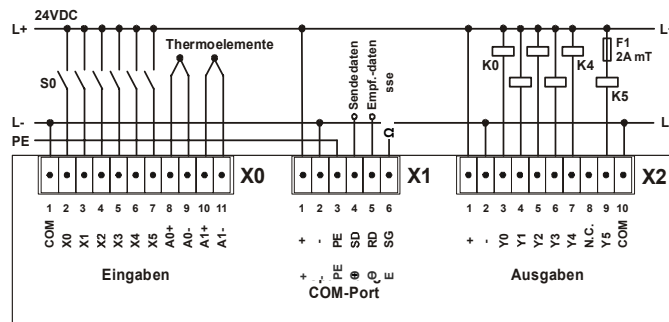 24VDC
L+
L-
PE
S0
Thermoelemente
Sendedaten
Empf.-daten
sse
K0
K4
F1
2A mT
K5
L
L
X0
X1
X2
1 2 3 4 5 6 7 8 9 10 11
COM X0 X1 X2 X3 X4 X5 A0+ A0- A1+ A1-
Eingaben
1 2 3 4 5 6
+ - PE SD RD SG
+ PE ⊕ ⊖ E
COM-Port
1 2 3 4 5 6 7 8 9 10
+ - Y0 Y1 Y2 Y3 Y4 N.C. Y5 COM
Ausgaben